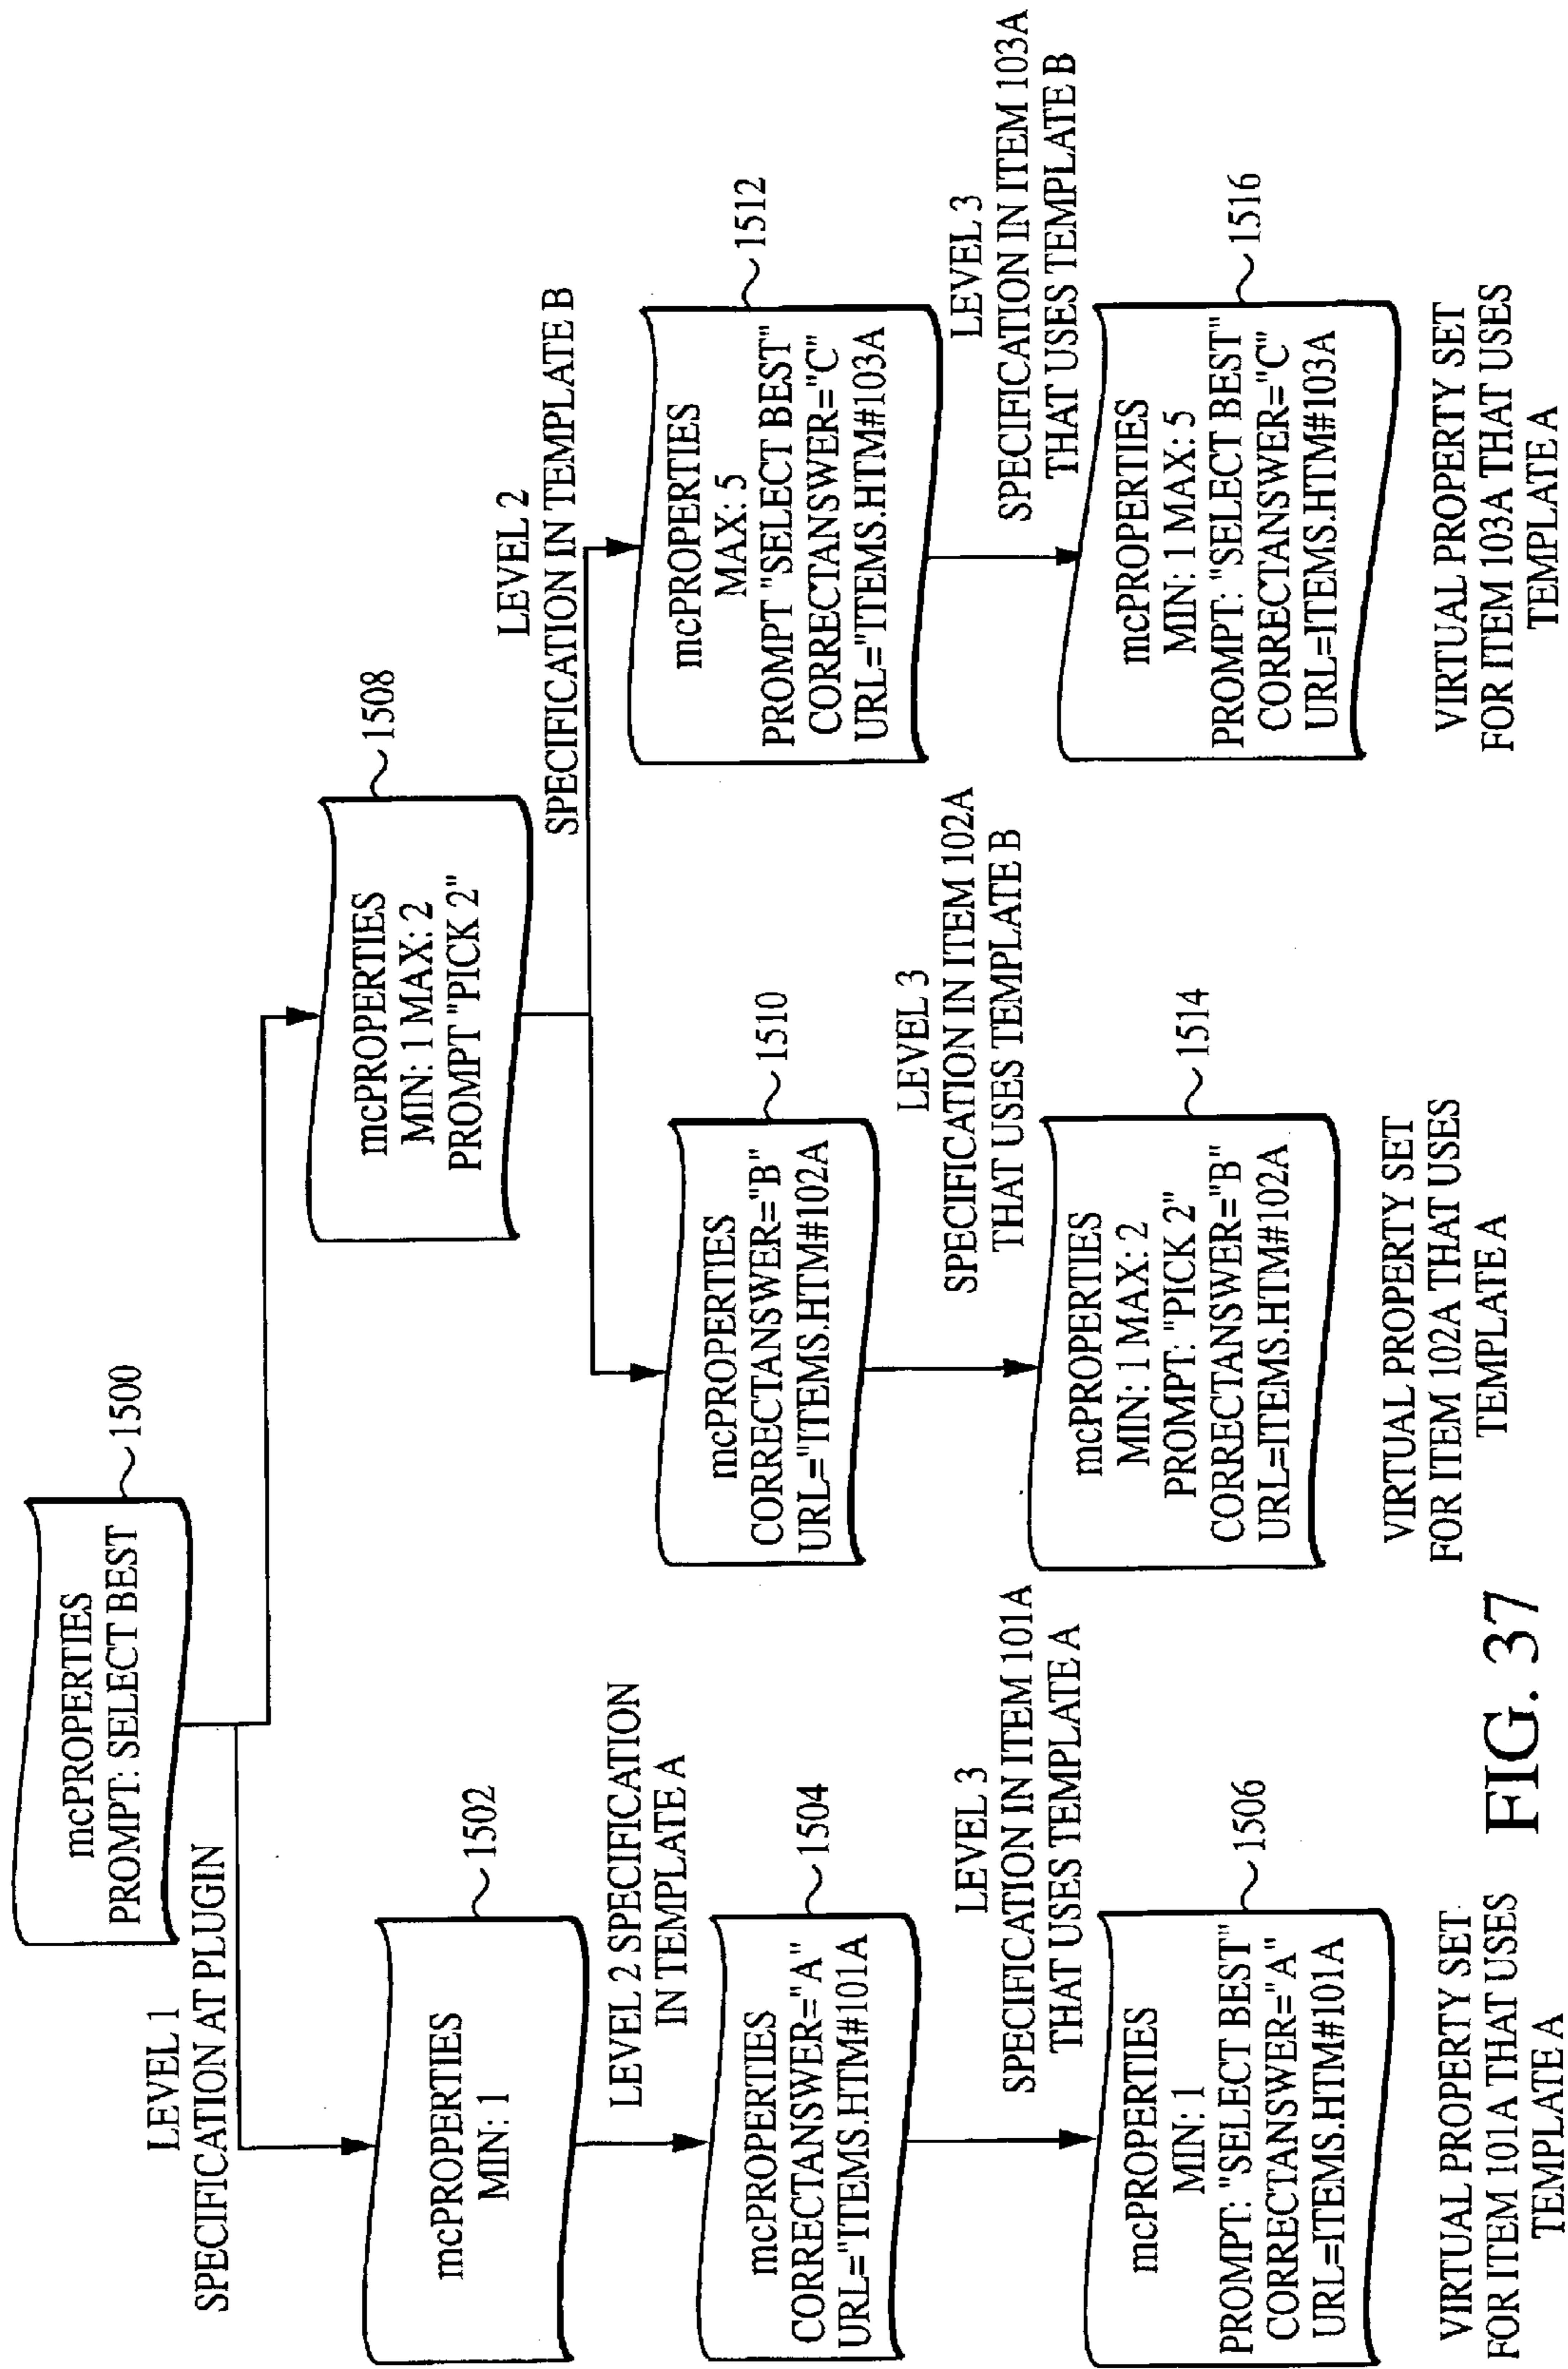 mcPROPERTIES
PROMPT: SELECT BEST
1500
LEVEL 1
SPECIFICATION AT PLUGIN
mcPROPERTIES
MIN: 1
1502
LEVEL 2 SPECIFICATION
IN TEMPLATE A
mcPROPERTIES
CORRECTANSWER="A"
URL="ITEMS.HTM#101A
1504
LEVEL 3
SPECIFICATION IN ITEM 101A
THAT USES TEMPLATE A
mcPROPERTIES
MIN: 1
PROMPT: "SELECT BEST"
CORRECTANSWER="A"
URL=ITEMS.HTM#101A
1506
VIRTUAL PROPERTY SET
FOR ITEM 101A THAT USES
TEMPLATE A
mcPROPERTIES
MIN: 1 MAX: 2
PROMPT "PICK 2"
1508
LEVEL 2
SPECIFICATION IN TEMPLATE B
mcPROPERTIES
CORRECTANSWER="B"
URL="ITEMS.HTM#102A
1510
LEVEL 3
SPECIFICATION IN ITEM 102A
THAT USES TEMPLATE B
mcPROPERTIES
MIN: 1 MAX: 2
PROMPT: "PICK 2"
CORRECTANSWER="B"
URL=ITEMS.HTM#102A
1514
VIRTUAL PROPERTY SET
FOR ITEM 102A THAT USES
TEMPLATE A
mcPROPERTIES
MAX: 5
PROMPT "SELECT BEST"
CORRECTANSWER="C"
URL="ITEMS.HTM#103A
1512
LEVEL 3
SPECIFICATION IN ITEM 103A
THAT USES TEMPLATE B
mcPROPERTIES
MIN: 1 MAX: 5
PROMPT: "SELECT BEST"
CORRECTANSWER="C"
URL=ITEMS.HTM#103A
1516
VIRTUAL PROPERTY SET
FOR ITEM 103A THAT USES
TEMPLATE A
FIG. 37